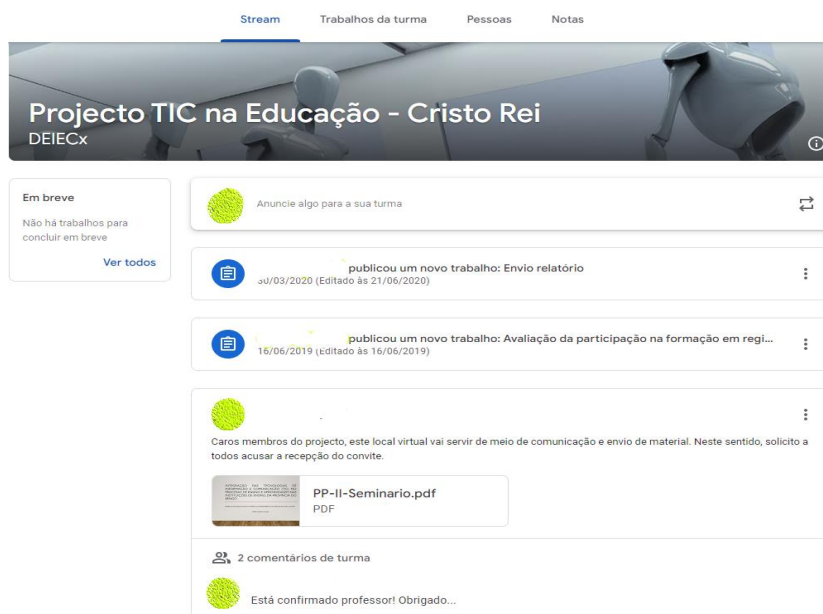 Stream Trabalhos da turma Pessoas Notas
Projecto TIC na Educação - Cristo Rei
DEIECx
Em breve
Não há trabalhos para
concluir em breve
Ver todos
Anuncie algo para a sua turma
publicou um novo trabalho: Envio relatório
30/03/2020 (Editado às 21/06/2020)
publicou um novo trabalho: Avaliação da participação na formação em regi...
16/06/2019 (Editado às 16/06/2019)
Caros membros do projecto, este local virtual vai servir de meio de comunicação e envio de material. Neste sentido, solicito a
todos acusar a recepção do convite.
PP-II-Seminario.pdf
PDF
2 comentários de turma
Está confirmado professor! Obrigado...